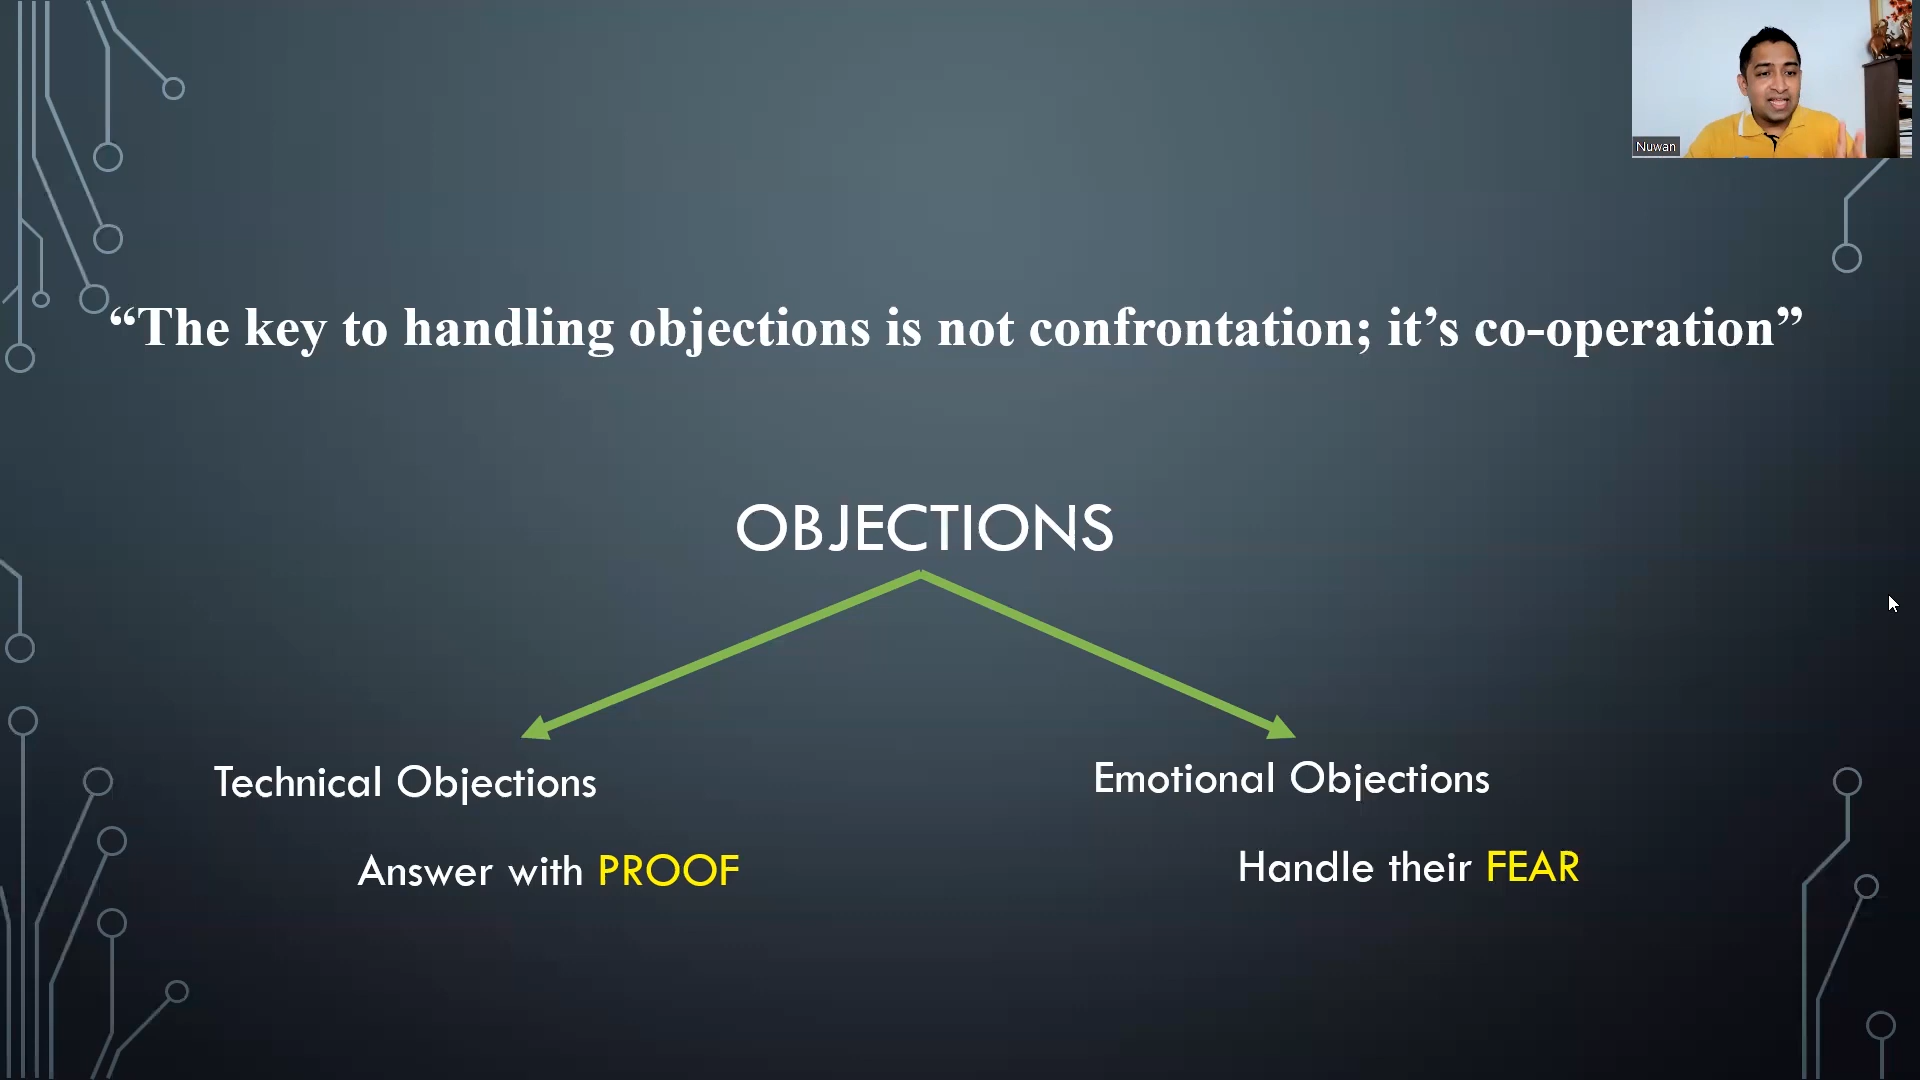 Nuwan
“The key to handling objections is not confrontation; it’s co-operation”
OBJECTIONS
Technical Objections
Emotional Objections
Answer with PROOF
Handle their FEAR